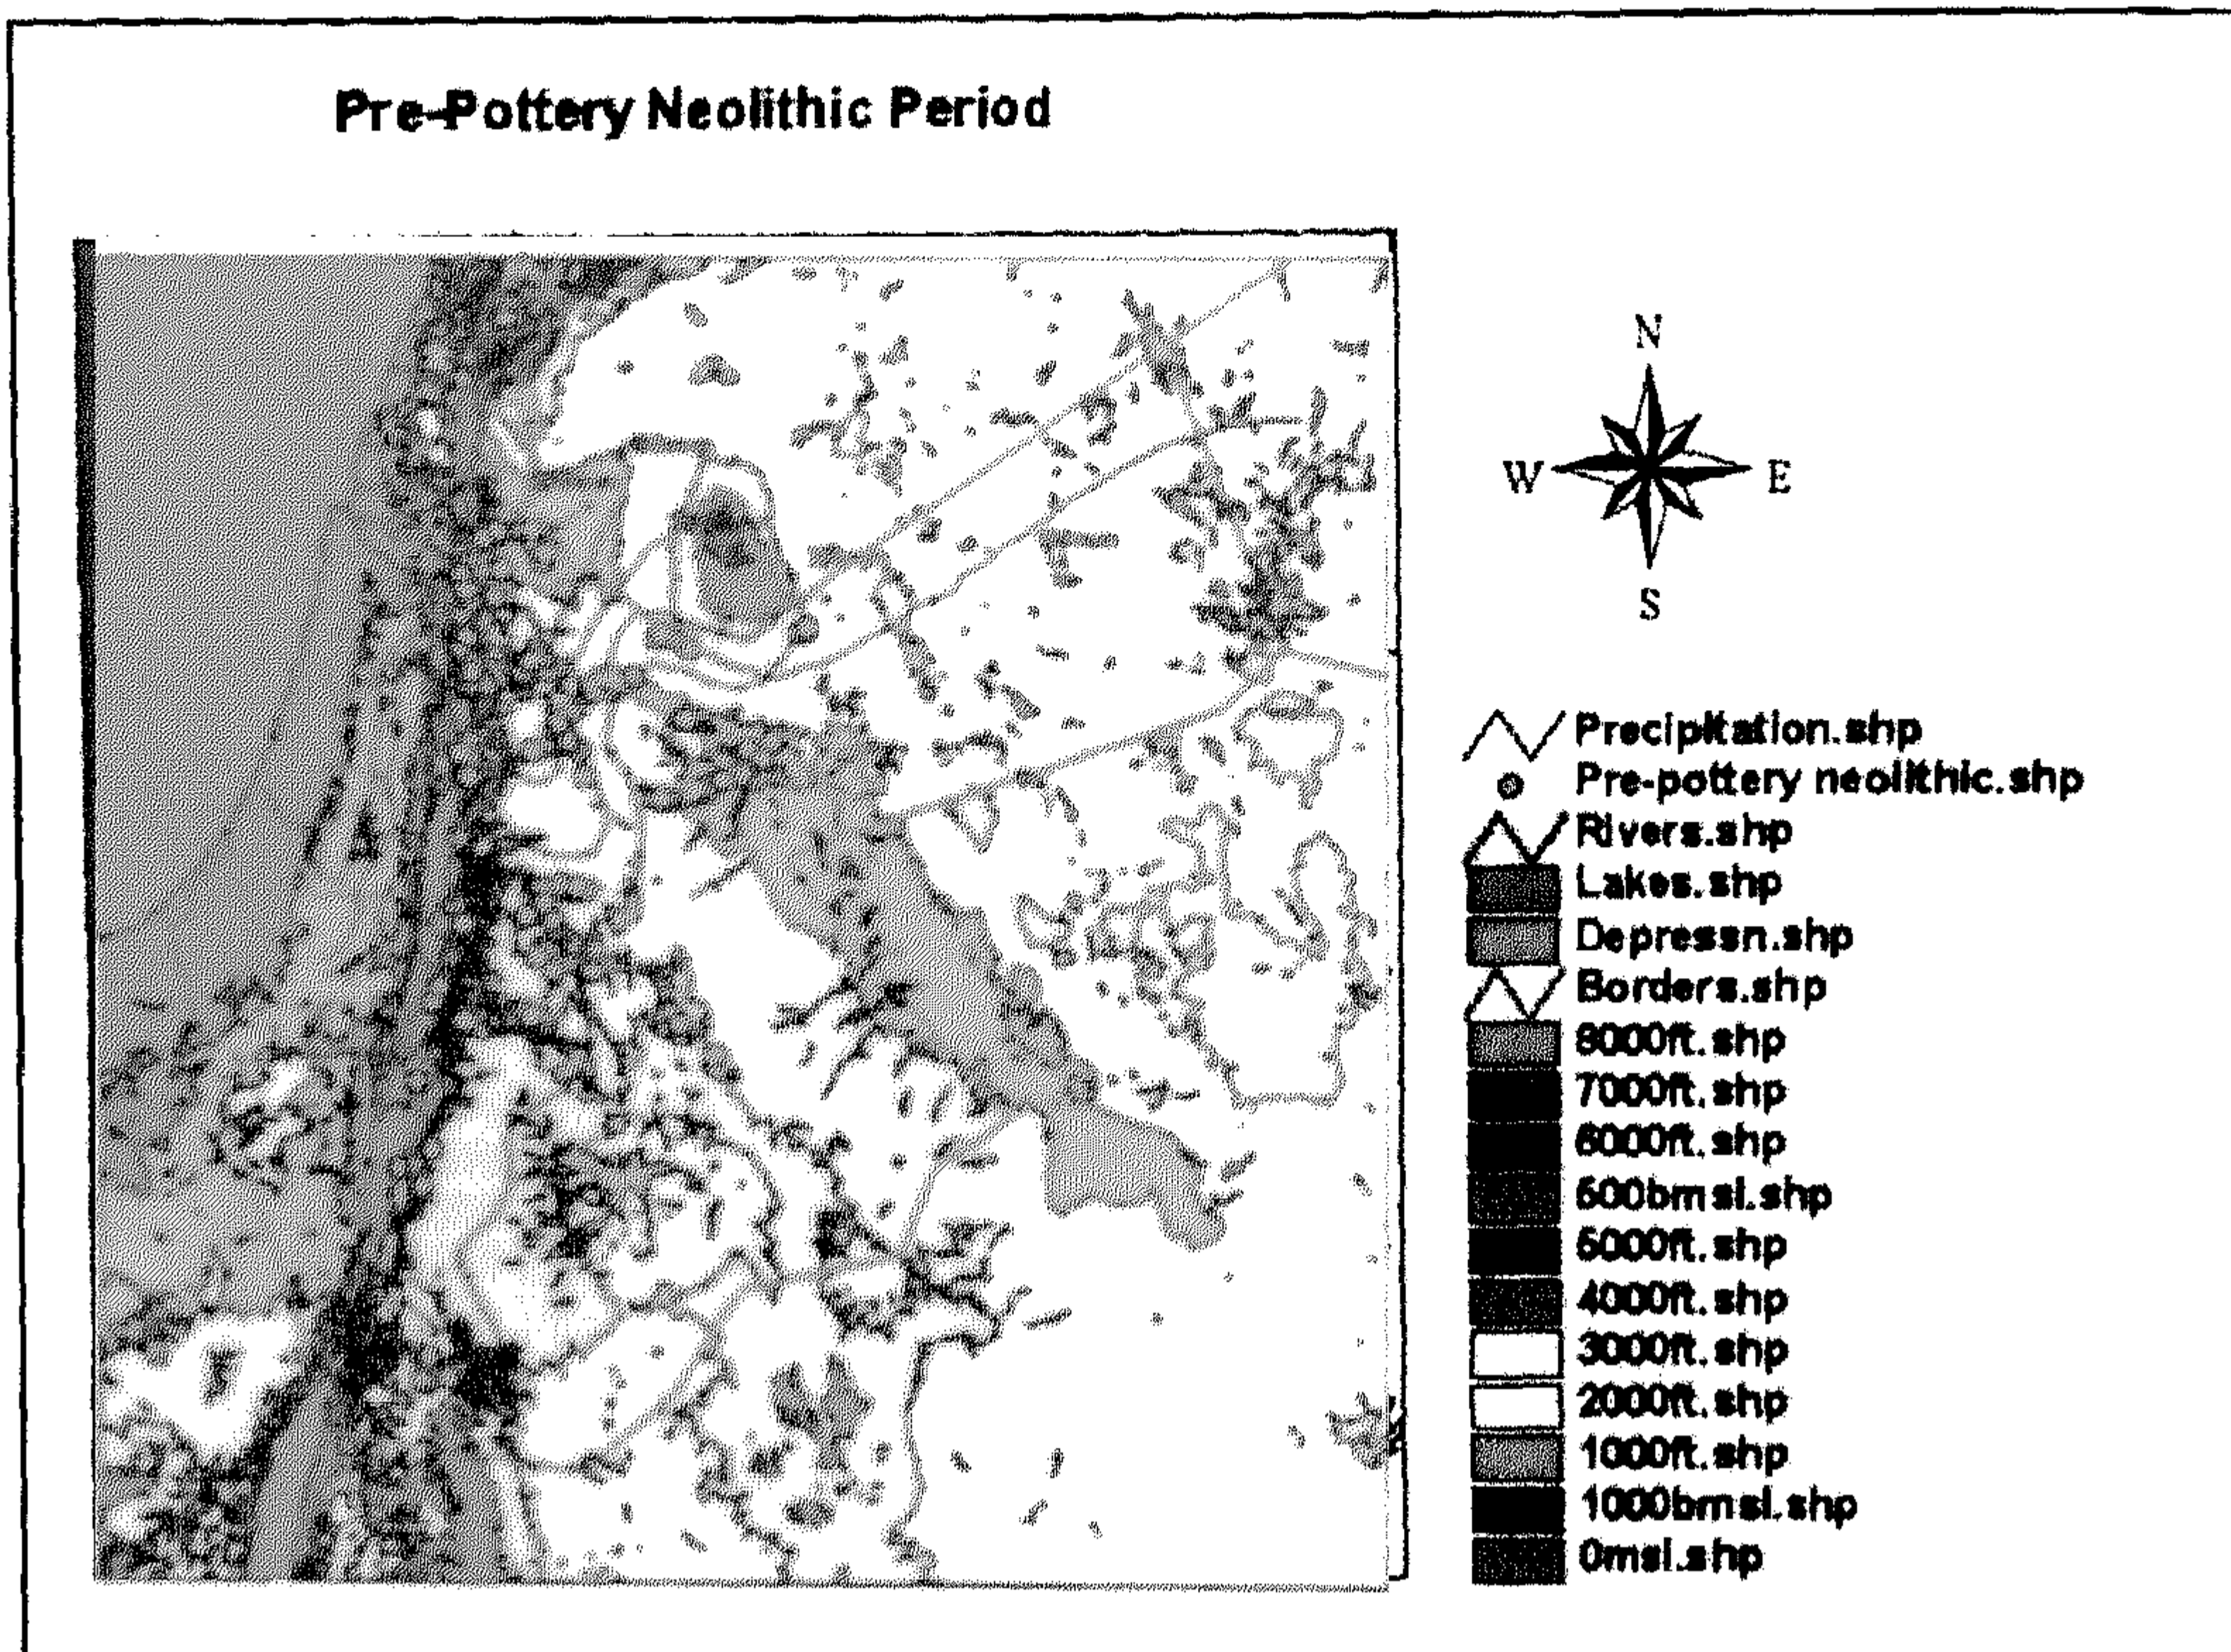 Pre-Pottery Neolithic Period
N
W E
S
Precipitation.shp
Pre-pottery neolithic.shp
Rivers.shp
Lakes.shp
Depressn.shp
Borders.shp
8000ft.shp
7000ft.shp
6000ft.shp
500bmsl.shp
5000ft.shp
4000ft.shp
3000ft.shp
2000ft.shp
1000ft.shp
1000bmsl.shp
0msl.shp